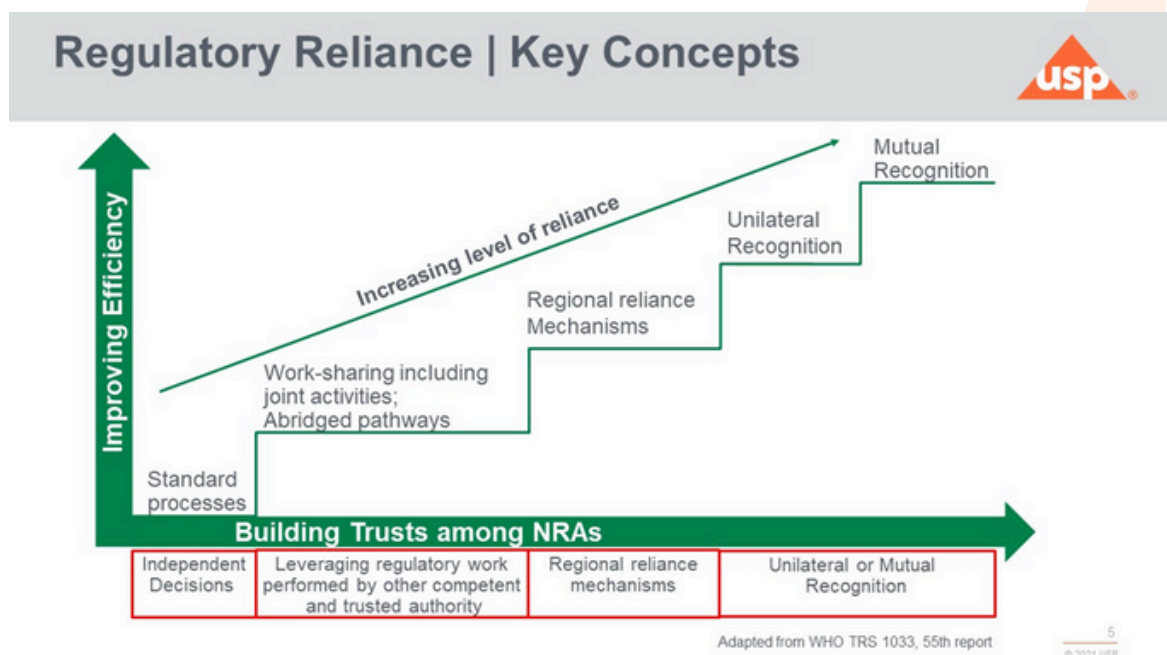 Regulatory Reliance | Key Concepts
usp®
Improving Efficiency
Increasing level of reliance
Mutual
Recognition
Unilateral
Recognition
Regional reliance
Mechanisms
Work-sharing including
joint activities;
Abridged pathways
Standard
processes
Building Trusts among NRAs
Independent
Decisions
Leveraging regulatory work
performed by other competent
and trusted authority
Regional reliance
mechanisms
Unilateral or Mutual
Recognition
Adapted from WHO TRS 1033, 55th report
5